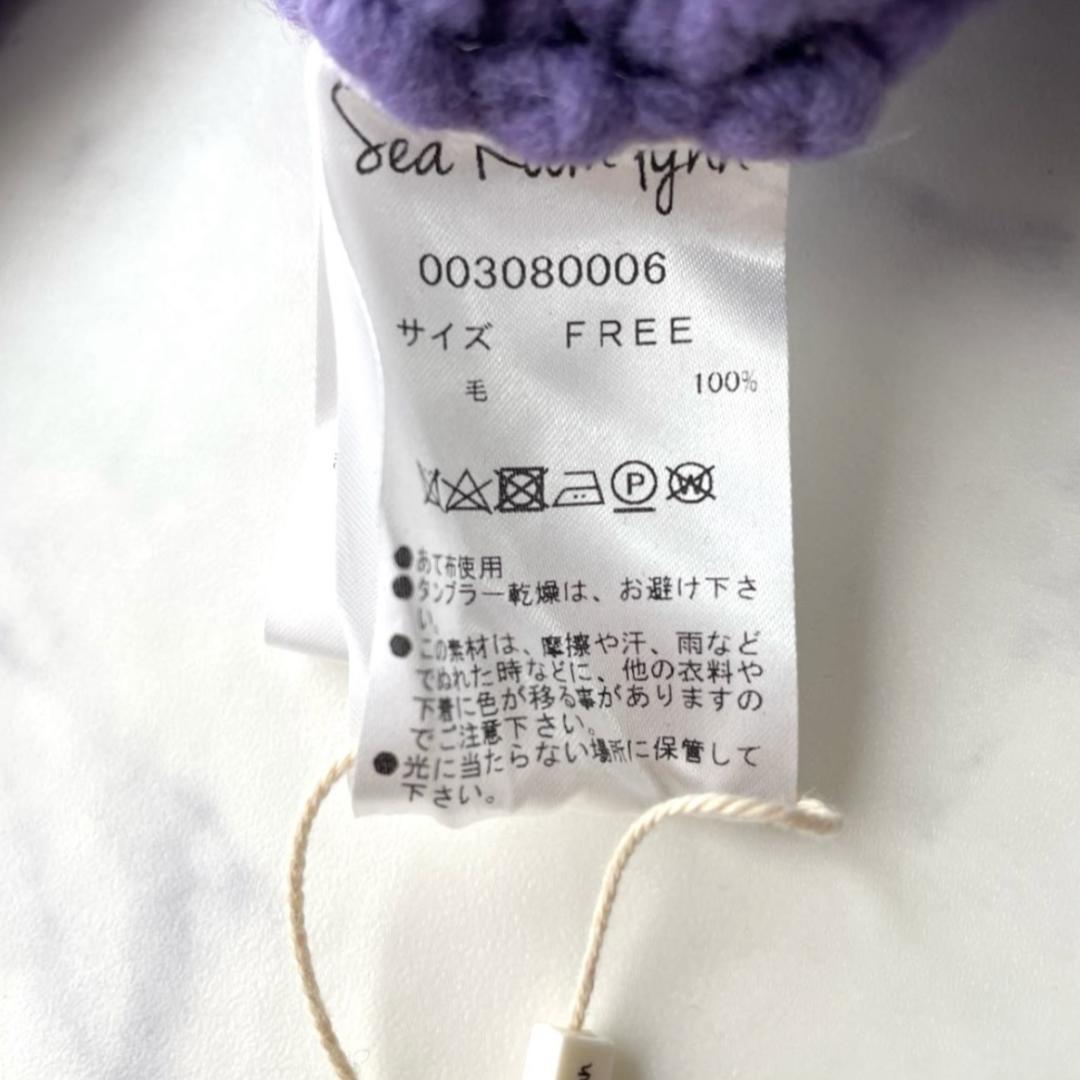 Sea Room lynn
003080006
サイズ FREE
毛 100%
P W
●あて布使用
●タンブラー乾燥は、お避け下さ
い。
●この素材は、摩擦や汗、雨など
でぬれた時などに、他の衣料や
下着に色が移る事がありますの
でご注意下さい。
●光に当たらない場所に保管して
下さい。
5